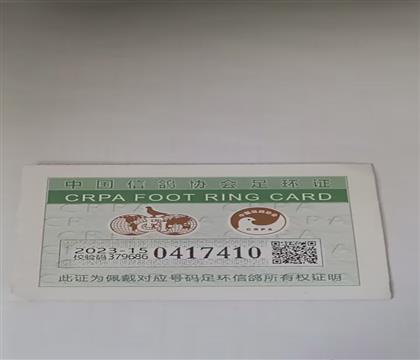 中国信鸽协会足环证
CRPA FOOT RING CARD
CRPA
2023-15
校验码379686
0417410
此证为佩戴对应号码足环信鸽所有权证明